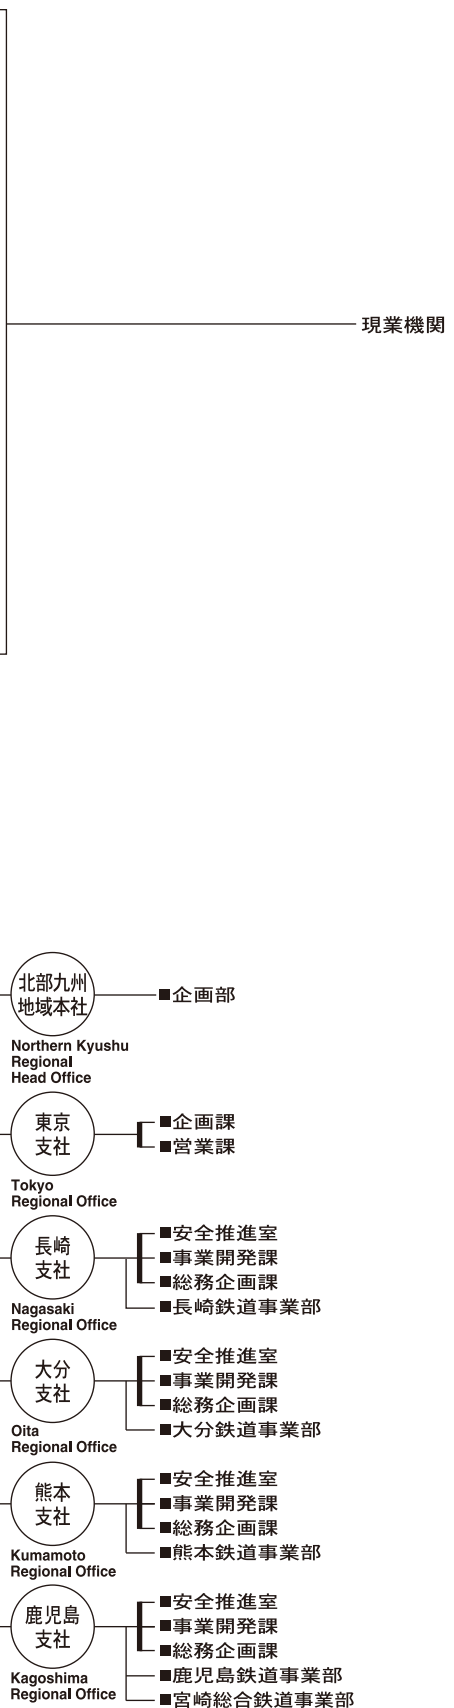 現業機関
北部九州
地域本社
■企画部
Northern Kyushu
Regional
Head Office
東京
支社
■企画課
■営業課
Tokyo
Regional Office
長崎
支社
■安全推進室
■事業開発課
■総務企画課
■長崎鉄道事業部
Nagasaki
Regional Office
大分
支社
■安全推進室
■事業開発課
■総務企画課
■大分鉄道事業部
Oita
Regional Office
熊本
支社
■安全推進室
■事業開発課
■総務企画課
■熊本鉄道事業部
Kumamoto
Regional Office
鹿児島
支社
■安全推進室
■事業開発課
■総務企画課
■鹿児島鉄道事業部
■宮崎総合鉄道事業部
Kagoshima
Regional Office